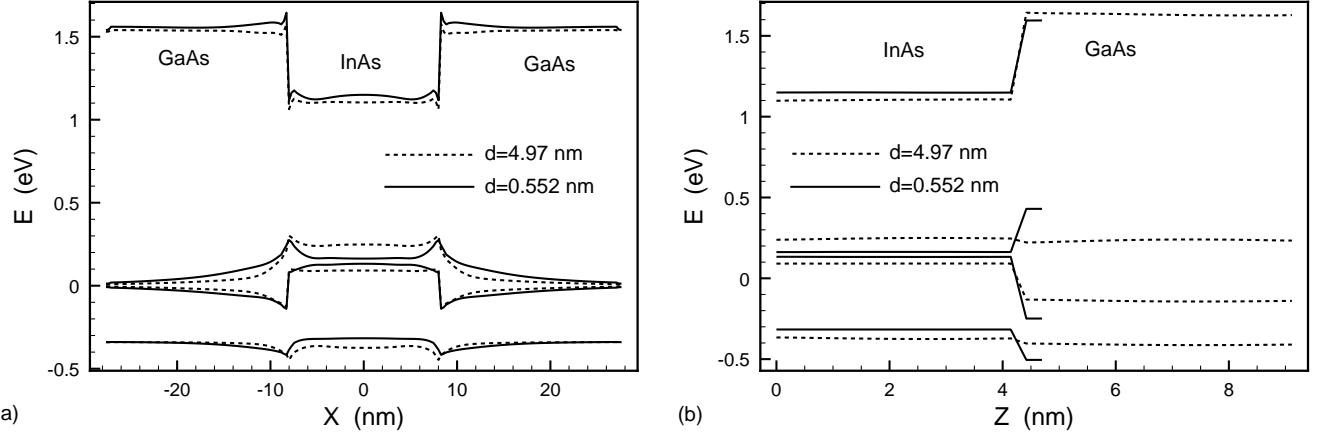 1.5
1
0.5
0
-0.5
E (eV)
GaAs
InAs
GaAs
d=4.97 nm
d=0.552 nm
-20
-10
0
10
20
X (nm)
a)
1.5
1
0.5
0
-0.5
E (eV)
InAs
GaAs
d=4.97 nm
d=0.552 nm
0
2
4
6
8
Z (nm)
(b)